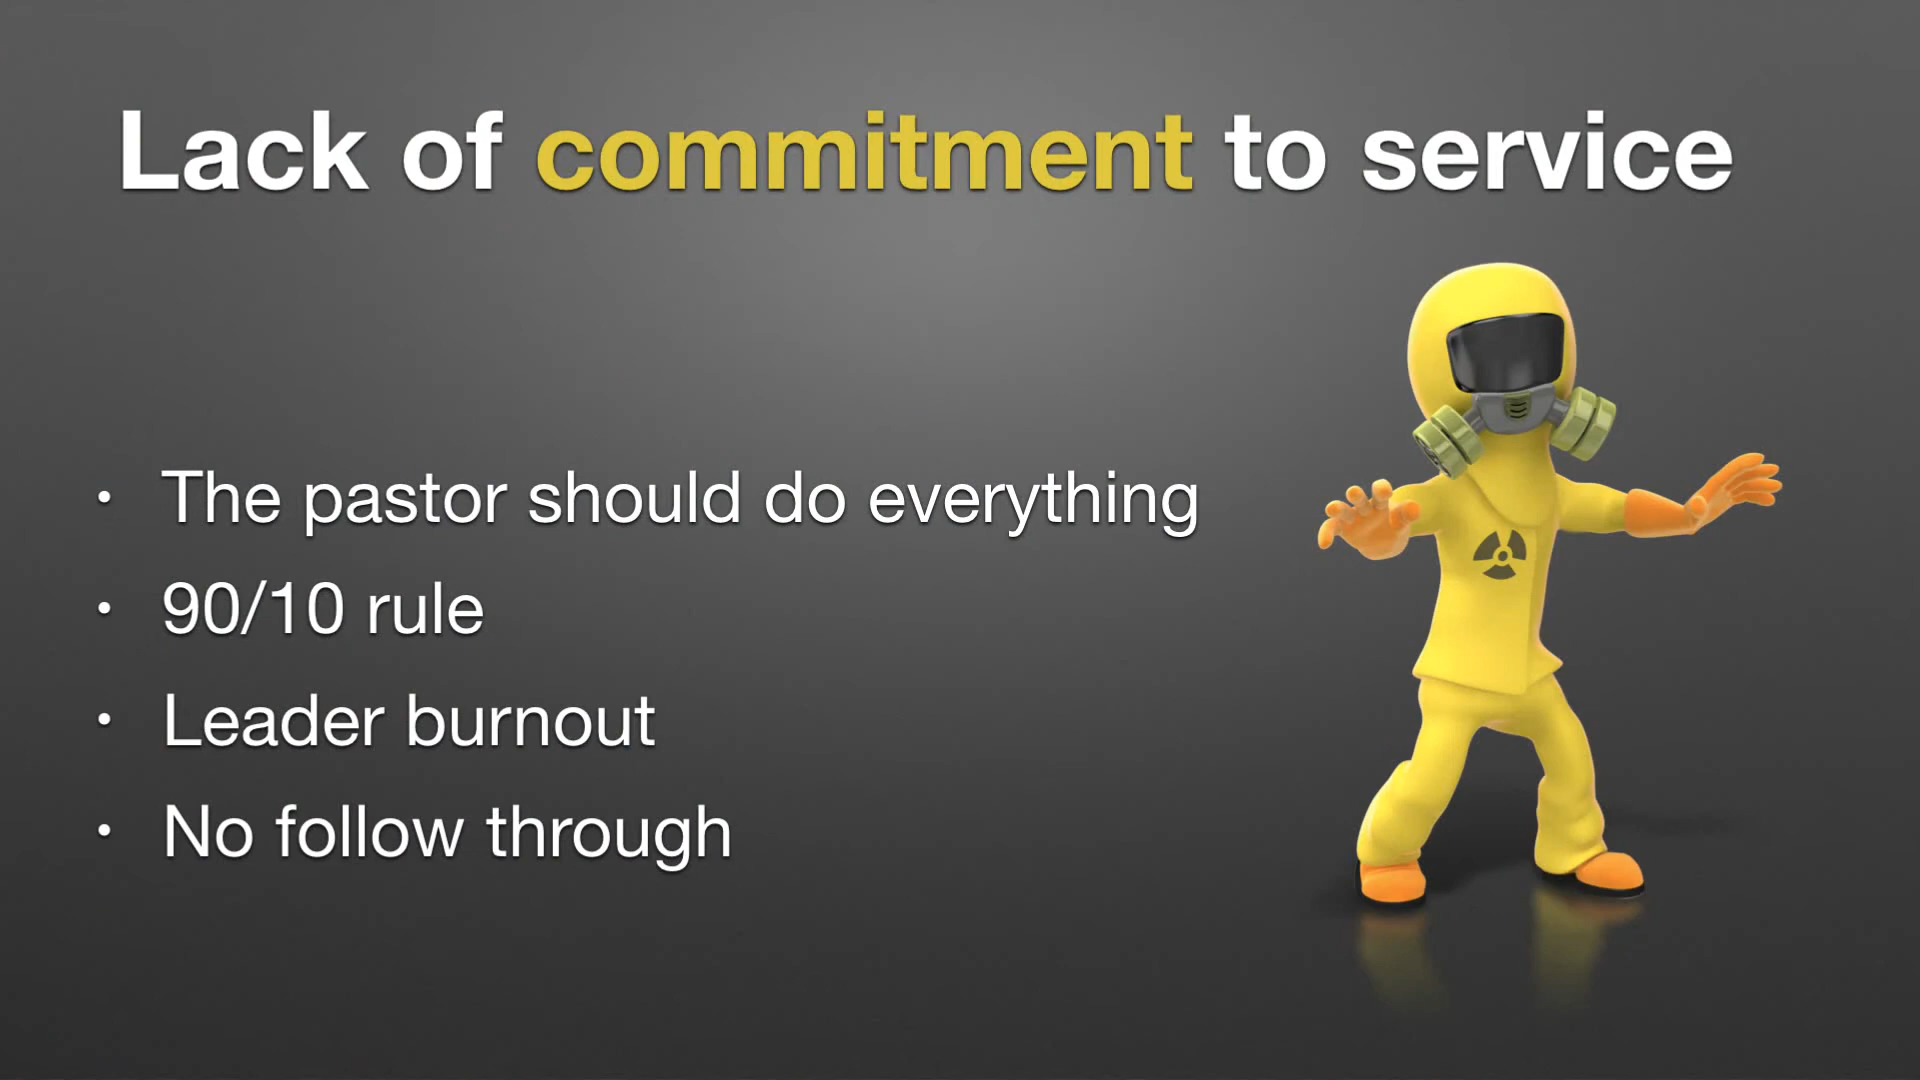 Lack of commitment to service
• The pastor should do everything
• 90/10 rule
• Leader burnout
• No follow through